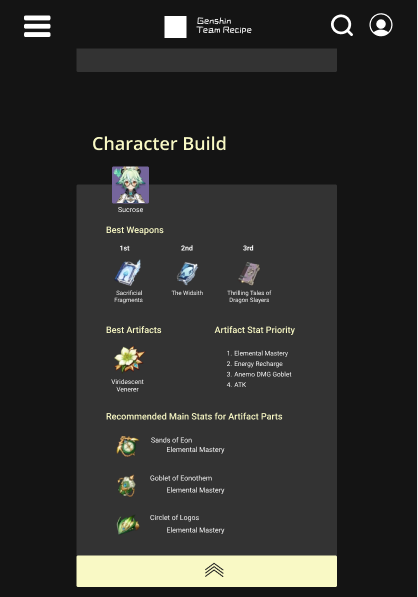 Genshin
Team Recipe
Character Build
Sucrose
Best Weapons
1st 2nd 3rd
Sacrificial
Fragments
The Widsith
Thrilling Tales of
Dragon Slayers
Best Artifacts
Viridescent
Venerer
Artifact Stat Priority
1. Elemental Mastery
2. Energy Recharge
3. Anemo DMG Goblet
4. ATK
Recommended Main Stats for Artifact Parts
Sands of Eon
Elemental Mastery
Goblet of Eonothem
Elemental Mastery
Circlet of Logos
Elemental Mastery